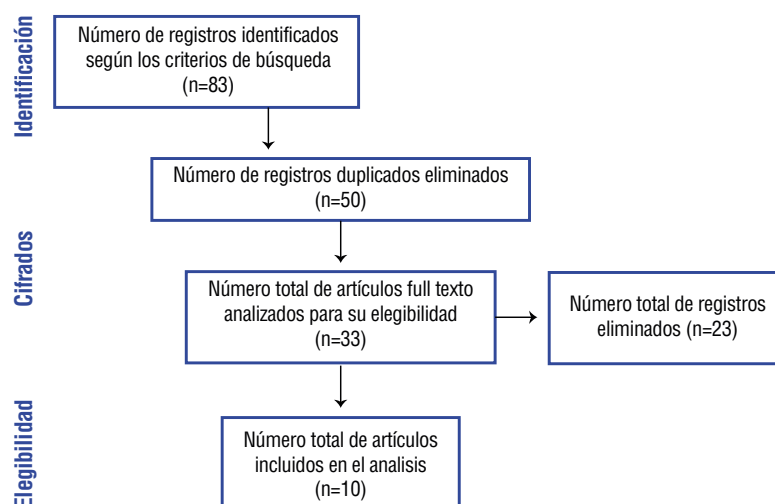 Identificación
Número de registros identificados
según los criterios de búsqueda
(n=83)
Número de registros duplicados eliminados
(n=50)
Cifrados
Número total de artículos full texto
analizados para su elegibilidad
(n=33)
Número total de registros
eliminados (n=23)
Elegibilidad
Número total de artículos
incluidos en el analisis
(n=10)